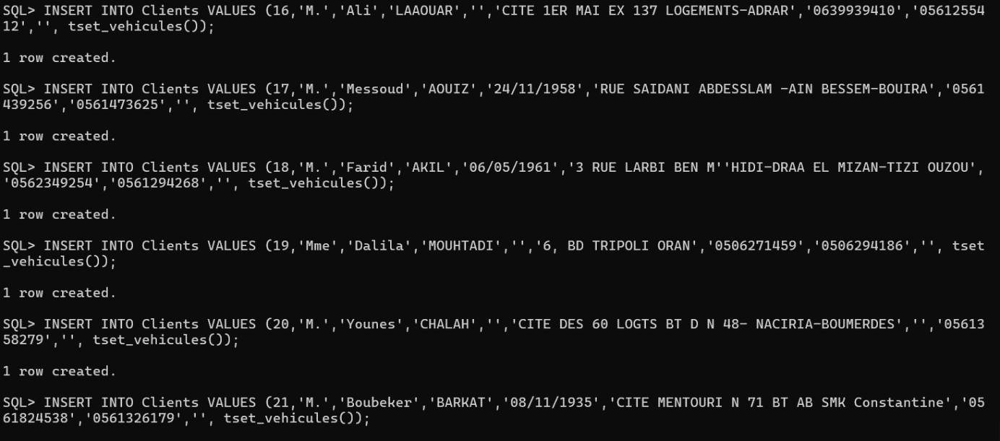 SQL> INSERT INTO Clients VALUES (16,'M.','Ali','LAAOUAR','','CITE 1ER MAI EX 137 LOGEMENTS-ADRAR','0639939410','05612554
12','', tset_vehicules());
1 row created.
SQL> INSERT INTO Clients VALUES (17,'M.','Messoud','AOUIZ','24/11/1958','RUE SAIDANI ABDESSLAM -AIN BESSEM-BOUIRA','0561
439256','0561473625','', tset_vehicules());
1 row created.
SQL> INSERT INTO Clients VALUES (18,'M.','Farid','AKIL','06/05/1961','3 RUE LARBI BEN M''HIDI-DRAA EL MIZAN-TIZI OUZOU',
'0562349254','0561294268','', tset_vehicules());
1 row created.
SQL> INSERT INTO Clients VALUES (19,'Mme','Dalila','MOUHTADI','','6, BD TRIPOLI ORAN','0506271459','0506294186','', tset
_vehicules());
1 row created.
SQL> INSERT INTO Clients VALUES (20,'M.','Younes','CHALAH','','CITE DES 60 LOGTS BT D N 48- NACIRIA-BOUMERDES','','05613
58279','', tset_vehicules());
1 row created.
SQL> INSERT INTO Clients VALUES (21,'M.','Boubeker','BARKAT','08/11/1935','CITE MENTOURI N 71 BT AB SMK Constantine','05
61824538','0561326179','', tset_vehicules());